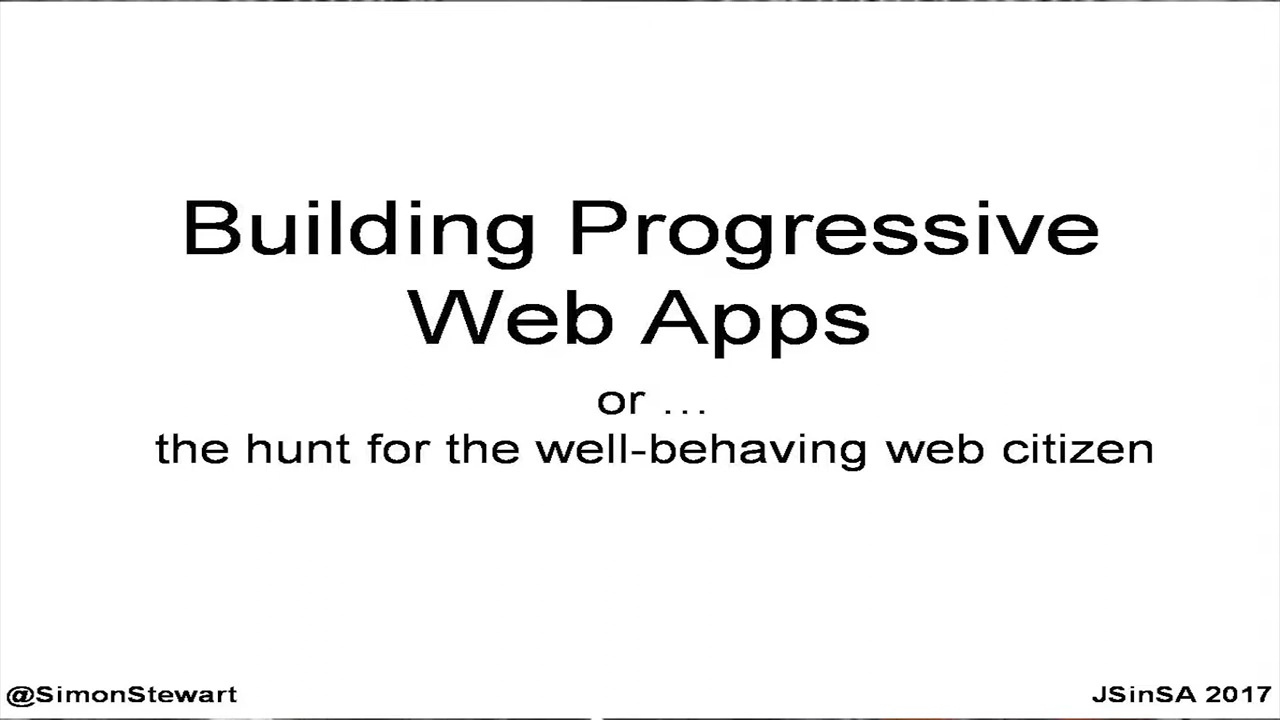 Building Progressive
Web Apps
or ...
the hunt for the well-behaving web citizen
@SimonStewart
JSinSA 2017